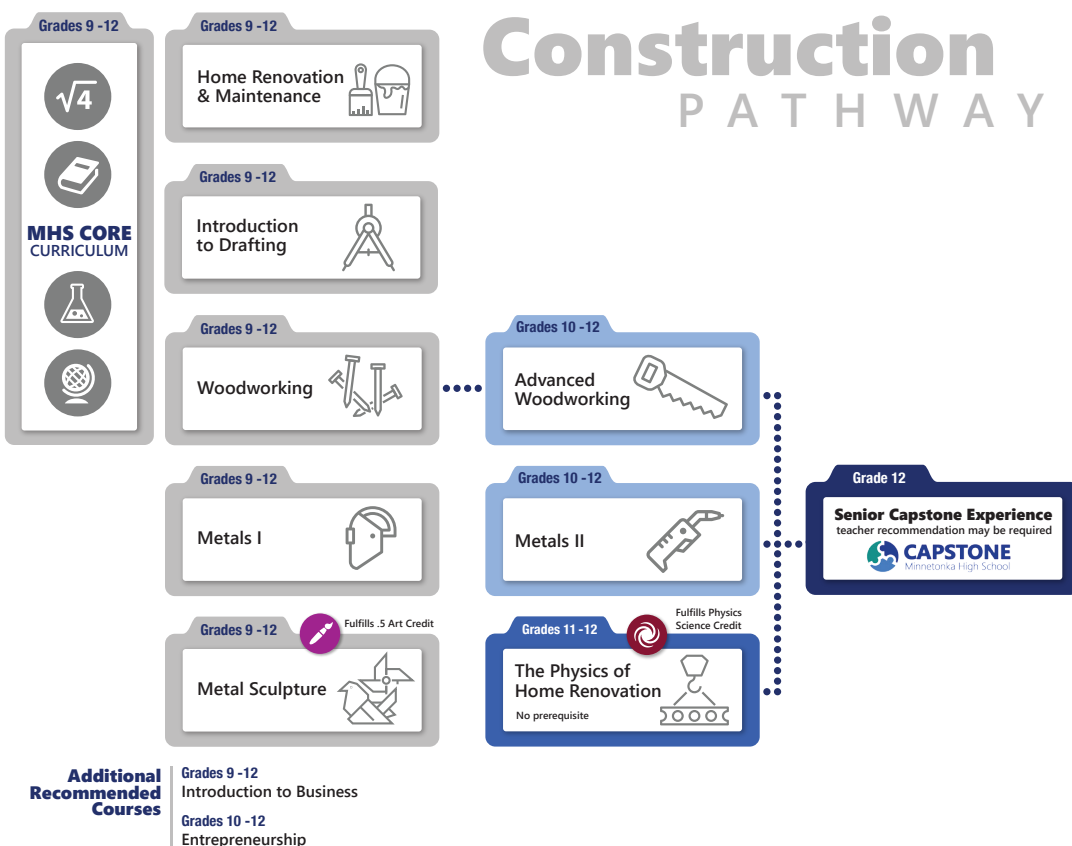 Construction
PATHWAY
Grades 9 -12
√4
MHS CORE
CURRICULUM
Grades 9 -12
Home Renovation
& Maintenance
Grades 9 -12
Introduction
to Drafting
Grades 9 -12
Woodworking
Grades 10 -12
Advanced
Woodworking
Grades 9 -12
Metals I
Grades 10 -12
Metals II
Grade 12
Senior Capstone Experience
teacher recommendation may be required
CAPSTONE
Minnetonka High School
Grades 9 -12
Fulfills .5 Art Credit
Metal Sculpture
Grades 11 -12
Fulfills Physics
Science Credit
The Physics of
Home Renovation
No prerequisite
Additional
Recommended
Courses
Grades 9 -12
Introduction to Business
Grades 10 -12
Entrepreneurship